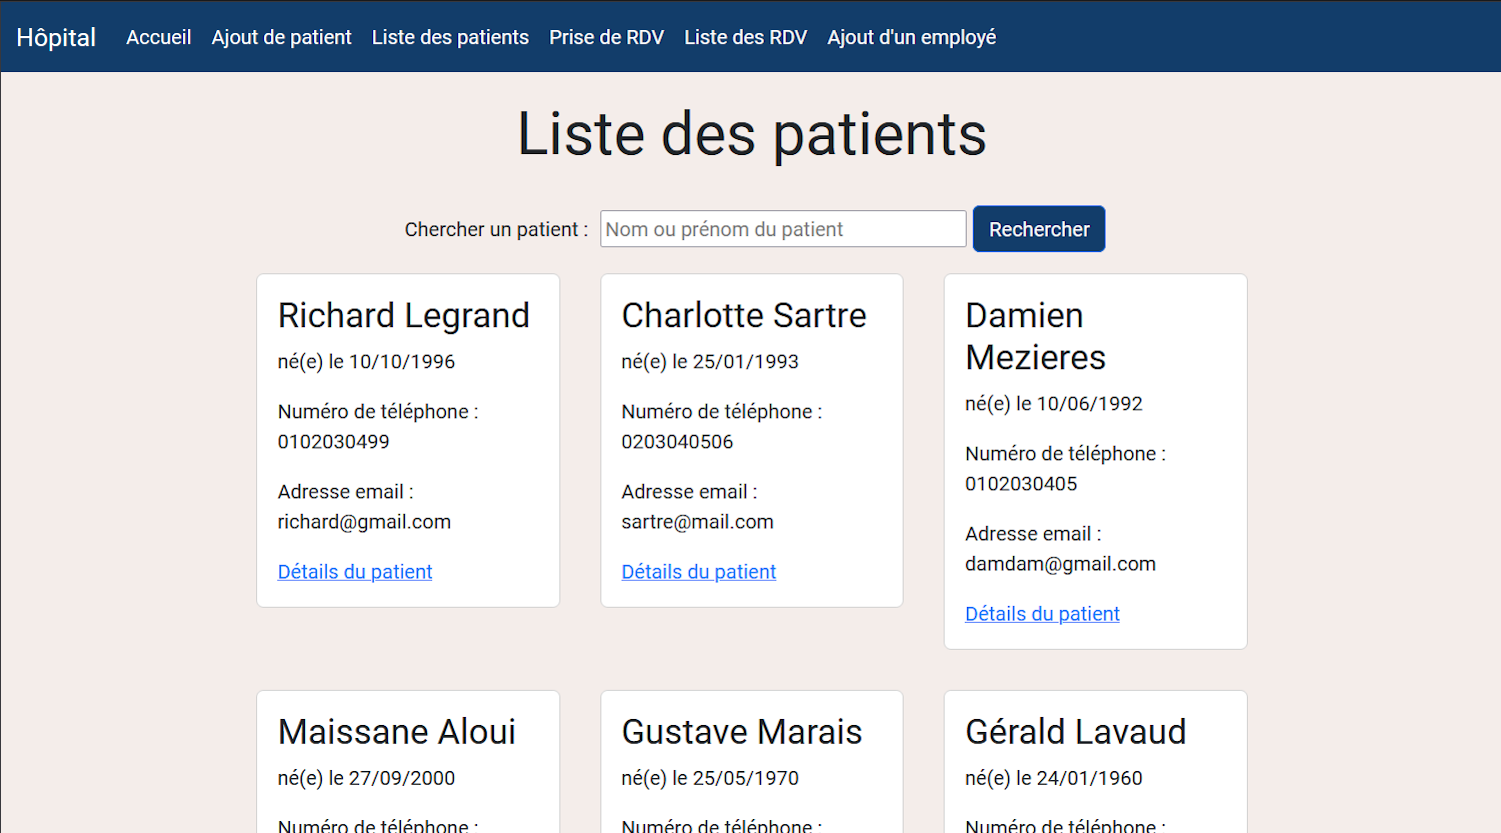 Hôpital Accueil Ajout de patient Liste des patients Prise de RDV Liste des RDV Ajout d'un employé
Liste des patients
Chercher un patient : Nom ou prénom du patient Rechercher
Richard Legrand
né(e) le 10/10/1996
Numéro de téléphone :
0102030499
Adresse email :
richard@gmail.com
Détails du patient
Charlotte Sartre
né(e) le 25/01/1993
Numéro de téléphone :
0203040506
Adresse email :
sartre@mail.com
Détails du patient
Damien
Mezieres
né(e) le 10/06/1992
Numéro de téléphone :
0102030405
Adresse email :
damdam@gmail.com
Détails du patient
Maissane Aloui
né(e) le 27/09/2000
Numéro de téléphone :
Gustave Marais
né(e) le 25/05/1970
Numéro de téléphone :
Gérald Lavaud
né(e) le 24/01/1960
Numéro de téléphone :